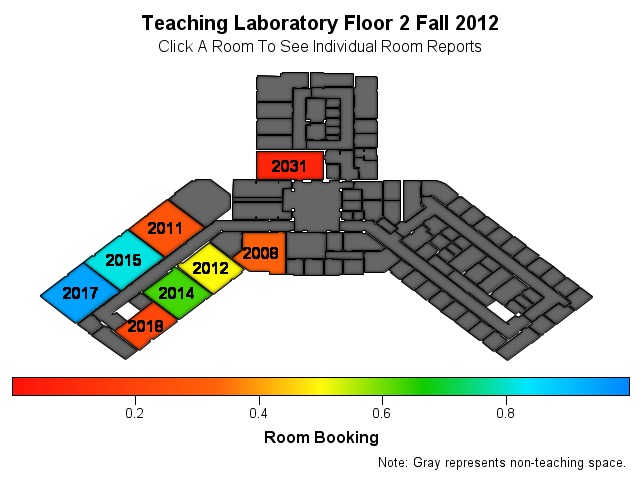 Teaching Laboratory Floor 2 Fall 2012
Click A Room To See Individual Room Reports
2031
2011
2015
2008
2012
2017
2014
2018
0.2 0.4 0.6 0.8
Room Booking
Note: Gray represents non-teaching space.